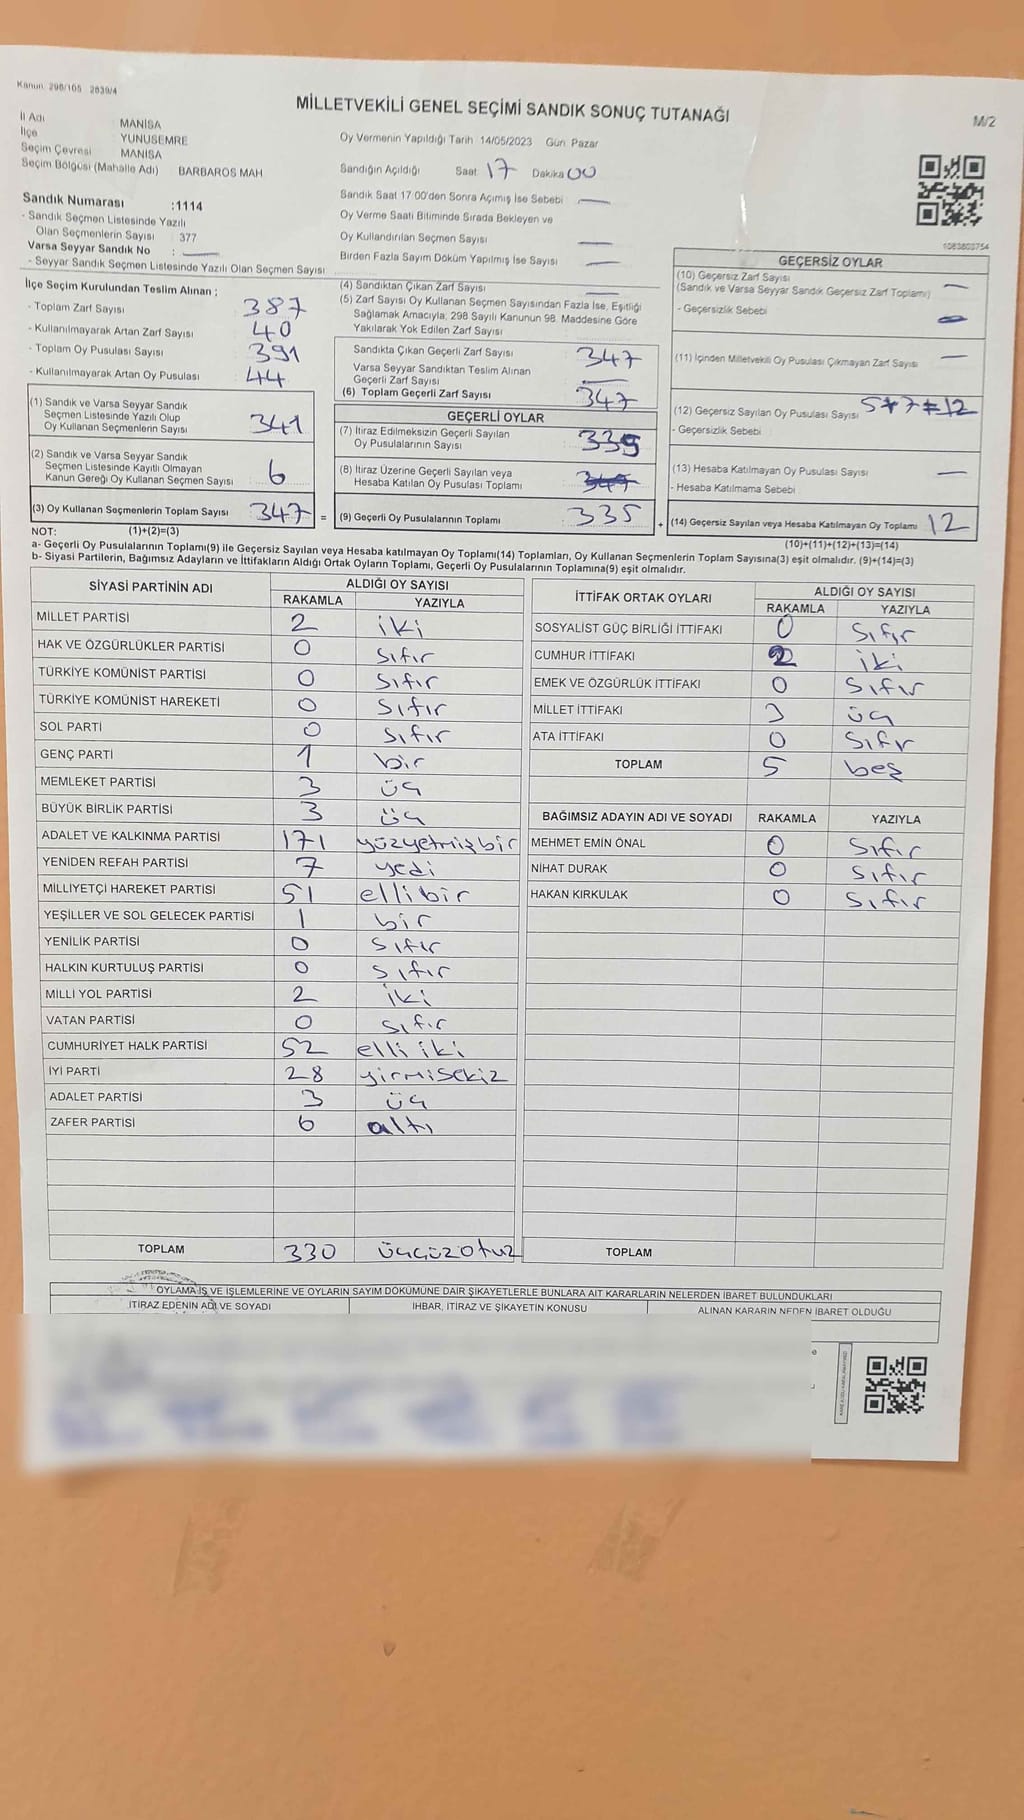 Kanun: 298/105 2839/4
MİLLETVEKİLİ GENEL SEÇİMİ SANDIK SONUÇ TUTANAĞI
M/2
İl Adı MANİSA
İlçe YUNUSEMRE
Seçim Çevresi MANİSA
Seçim Bölgesi (Mahalle Adı) BARBAROS MAH
Sandık Numarası :1114
- Sandık Seçmen Listesinde Yazılı
Olan Seçmenlerin Sayısı : 377
Varsa Seyyar Sandık No :
- Seyyar Sandık Seçmen Listesinde Yazılı Olan Seçmen Sayısı
Oy Vermenin Yapıldığı Tarih 14/05/2023 Gün: Pazar
Sandığın Açıldığı Saat 17 Dakika 00
Sandık Saat 17:00'den Sonra Açımış İse Sebebi —
Oy Verme Saati Bitiminde Sırada Bekleyen ve
Oy Kullandırılan Seçmen Sayısı —
Birden Fazla Sayım Döküm Yapılmış İse Sayısı —
1083803754
İlçe Seçim Kurulundan Teslim Alınan ;
- Toplam Zarf Sayısı 387
- Kullanılmayarak Artan Zarf Sayısı 40
- Toplam Oy Pusulası Sayısı 391
- Kullanılmayarak Artan Oy Pusulası 44
(1) Sandık ve Varsa Seyyar Sandık
Seçmen Listesinde Yazılı Olup
Oy Kullanan Seçmenlerin Sayısı 341
(2) Sandık ve Varsa Seyyar Sandık
Seçmen Listesinde Kayıtlı Olmayan
Kanun Gereği Oy Kullanan Seçmen Sayısı 6
(3) Oy Kullanan Seçmenlerin Toplam Sayısı 347 =
(4) Sandıktan Çıkan Zarf Sayısı —
(5) Zarf Sayısı Oy Kullanan Seçmen Sayısından Fazla İse, Eşitliği
Sağlamak Amacıyla, 298 Sayılı Kanunun 98. Maddesine Göre
Yakılarak Yok Edilen Zarf Sayısı
Sandıkta Çıkan Geçerli Zarf Sayısı 347
Varsa Seyyar Sandıktan Teslim Alınan
Geçerli Zarf Sayısı —
(6) Toplam Geçerli Zarf Sayısı 347
GEÇERLİ OYLAR
(7) İtiraz Edilmeksizin Geçerli Sayılan
Oy Pusulalarının Sayısı 335
(8) İtiraz Üzerine Geçerli Sayılan veya
Hesaba Katılan Oy Pusulası Toplamı
(9) Geçerli Oy Pusulalarının Toplamı 335 +
GEÇERSİZ OYLAR
(10) Geçersiz Zarf Sayısı —
(Sandık ve Varsa Seyyar Sandık Geçersiz Zarf Toplamı)
- Geçersizlik Sebebi —
(11) İçinden Milletvekili Oy Pusulası Çıkmayan Zarf Sayısı —
(12) Geçersiz Sayılan Oy Pusulası Sayısı 5+7=12
- Geçersizlik Sebebi
(13) Hesaba Katılmayan Oy Pusulası Sayısı —
- Hesaba Katılmama Sebebi
(14) Geçersiz Sayılan veya Hesaba Katılmayan Oy Toplamı 12
NOT: (1)+(2)=(3) (10)+(11)+(12)+(13)=(14)
a- Geçerli Oy Pusulalarının Toplamı(9) ile Geçersiz Sayılan veya Hesaba katılmayan Oy Toplamı(14) Toplamları, Oy Kullanan Seçmenlerin Toplam Sayısına(3) eşit olmalıdır. (9)+(14)=(3)
b- Siyasi Partilerin, Bağımsız Adayların ve İttifakların Aldığı Ortak Oyların Toplamı, Geçerli Oy Pusulalarının Toplamına(9) eşit olmalıdır.
SİYASİ PARTİNİN ADI ALDIĞI OY SAYISI
RAKAMLA YAZIYLA
MİLLET PARTİSİ 2 iki
HAK VE ÖZGÜRLÜKLER PARTİSİ 0 sıfır
TÜRKİYE KOMÜNİST PARTİSİ 0 sıfır
TÜRKİYE KOMÜNİST HAREKETİ 0 sıfır
SOL PARTİ 0 sıfır
GENÇ PARTİ 1 bir
MEMLEKET PARTİSİ 3 üç
BÜYÜK BİRLİK PARTİSİ 3 üç
ADALET VE KALKINMA PARTİSİ 171 yüzyetmişbir
YENİDEN REFAH PARTİSİ 7 yedi
MİLLİYETÇİ HAREKET PARTİSİ 51 ellibir
YEŞİLLER VE SOL GELECEK PARTİSİ 1 bir
YENİLİK PARTİSİ 0 sıfır
HALKIN KURTULUŞ PARTİSİ 0 sıfır
MİLLİ YOL PARTİSİ 2 iki
VATAN PARTİSİ 0 sıfır
CUMHURİYET HALK PARTİSİ 52 elli iki
İYİ PARTİ 28 yirmisekiz
ADALET PARTİSİ 3 üç
ZAFER PARTİSİ 6 altı
TOPLAM 330 üçyüzotuz
İTTİFAK ORTAK OYLARI ALDIĞI OY SAYISI
RAKAMLA YAZIYLA
SOSYALİST GÜÇ BİRLİĞİ İTTİFAKI 0 sıfır
CUMHUR İTTİFAKI 2 iki
EMEK VE ÖZGÜRLÜK İTTİFAKI 0 sıfır
MİLLET İTTİFAKI 3 üç
ATA İTTİFAKI 0 sıfır
TOPLAM 5 beş
BAĞIMSIZ ADAYIN ADI VE SOYADI RAKAMLA YAZIYLA
MEHMET EMİN ÖNAL 0 sıfır
NİHAT DURAK 0 sıfır
HAKAN KIRKULAK 0 sıfır
TOPLAM
OYLAMA İŞ VE İŞLEMLERİNE VE OYLARIN SAYIM DÖKÜMÜNE DAİR ŞİKAYETLERLE BUNLARA AİT KARARLARIN NELERDEN İBARET BULUNDUKLARI
İTİRAZ EDENİN ADI VE SOYADI İHBAR, İTİRAZ VE ŞİKAYETİN KONUSU ALINAN KARARIN NEDEN İBARET OLDUĞU